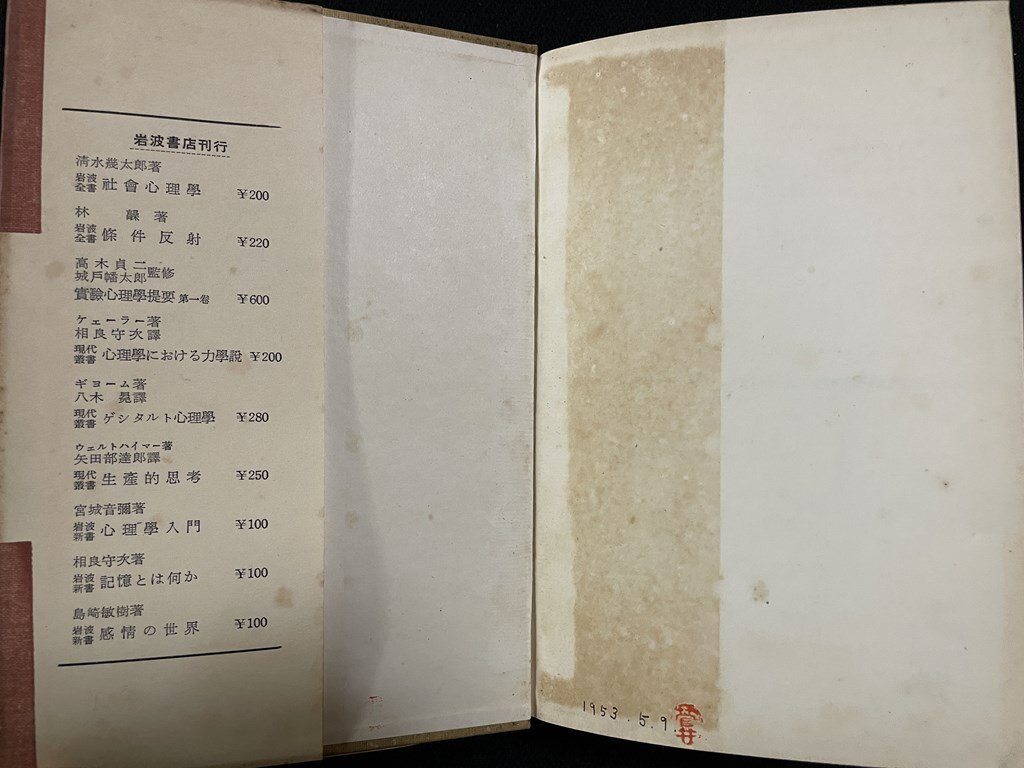 岩波書店刊行
清水幾太郎著
岩波全書 社會心理學 ¥200
林 髞著
岩波全書 條件反射 ¥220
高木貞二
城戸幡太郎 監修
實驗心理學提要 第一卷 ¥600
ケェーラー著
相良守次譯
現代叢書 心理學における力學説 ¥200
ギョーム著
八木 冕譯
現代叢書 ゲシタルト心理學 ¥280
ウェルトハイマー著
矢田部達郎譯
現代叢書 生產的思考 ¥250
宮城音彌著
岩波新書 心理學入門 ¥100
相良守次著
岩波新書 記憶とは何か ¥100
島崎敏樹著
岩波新書 感情の世界 ¥100
1953.5.9.